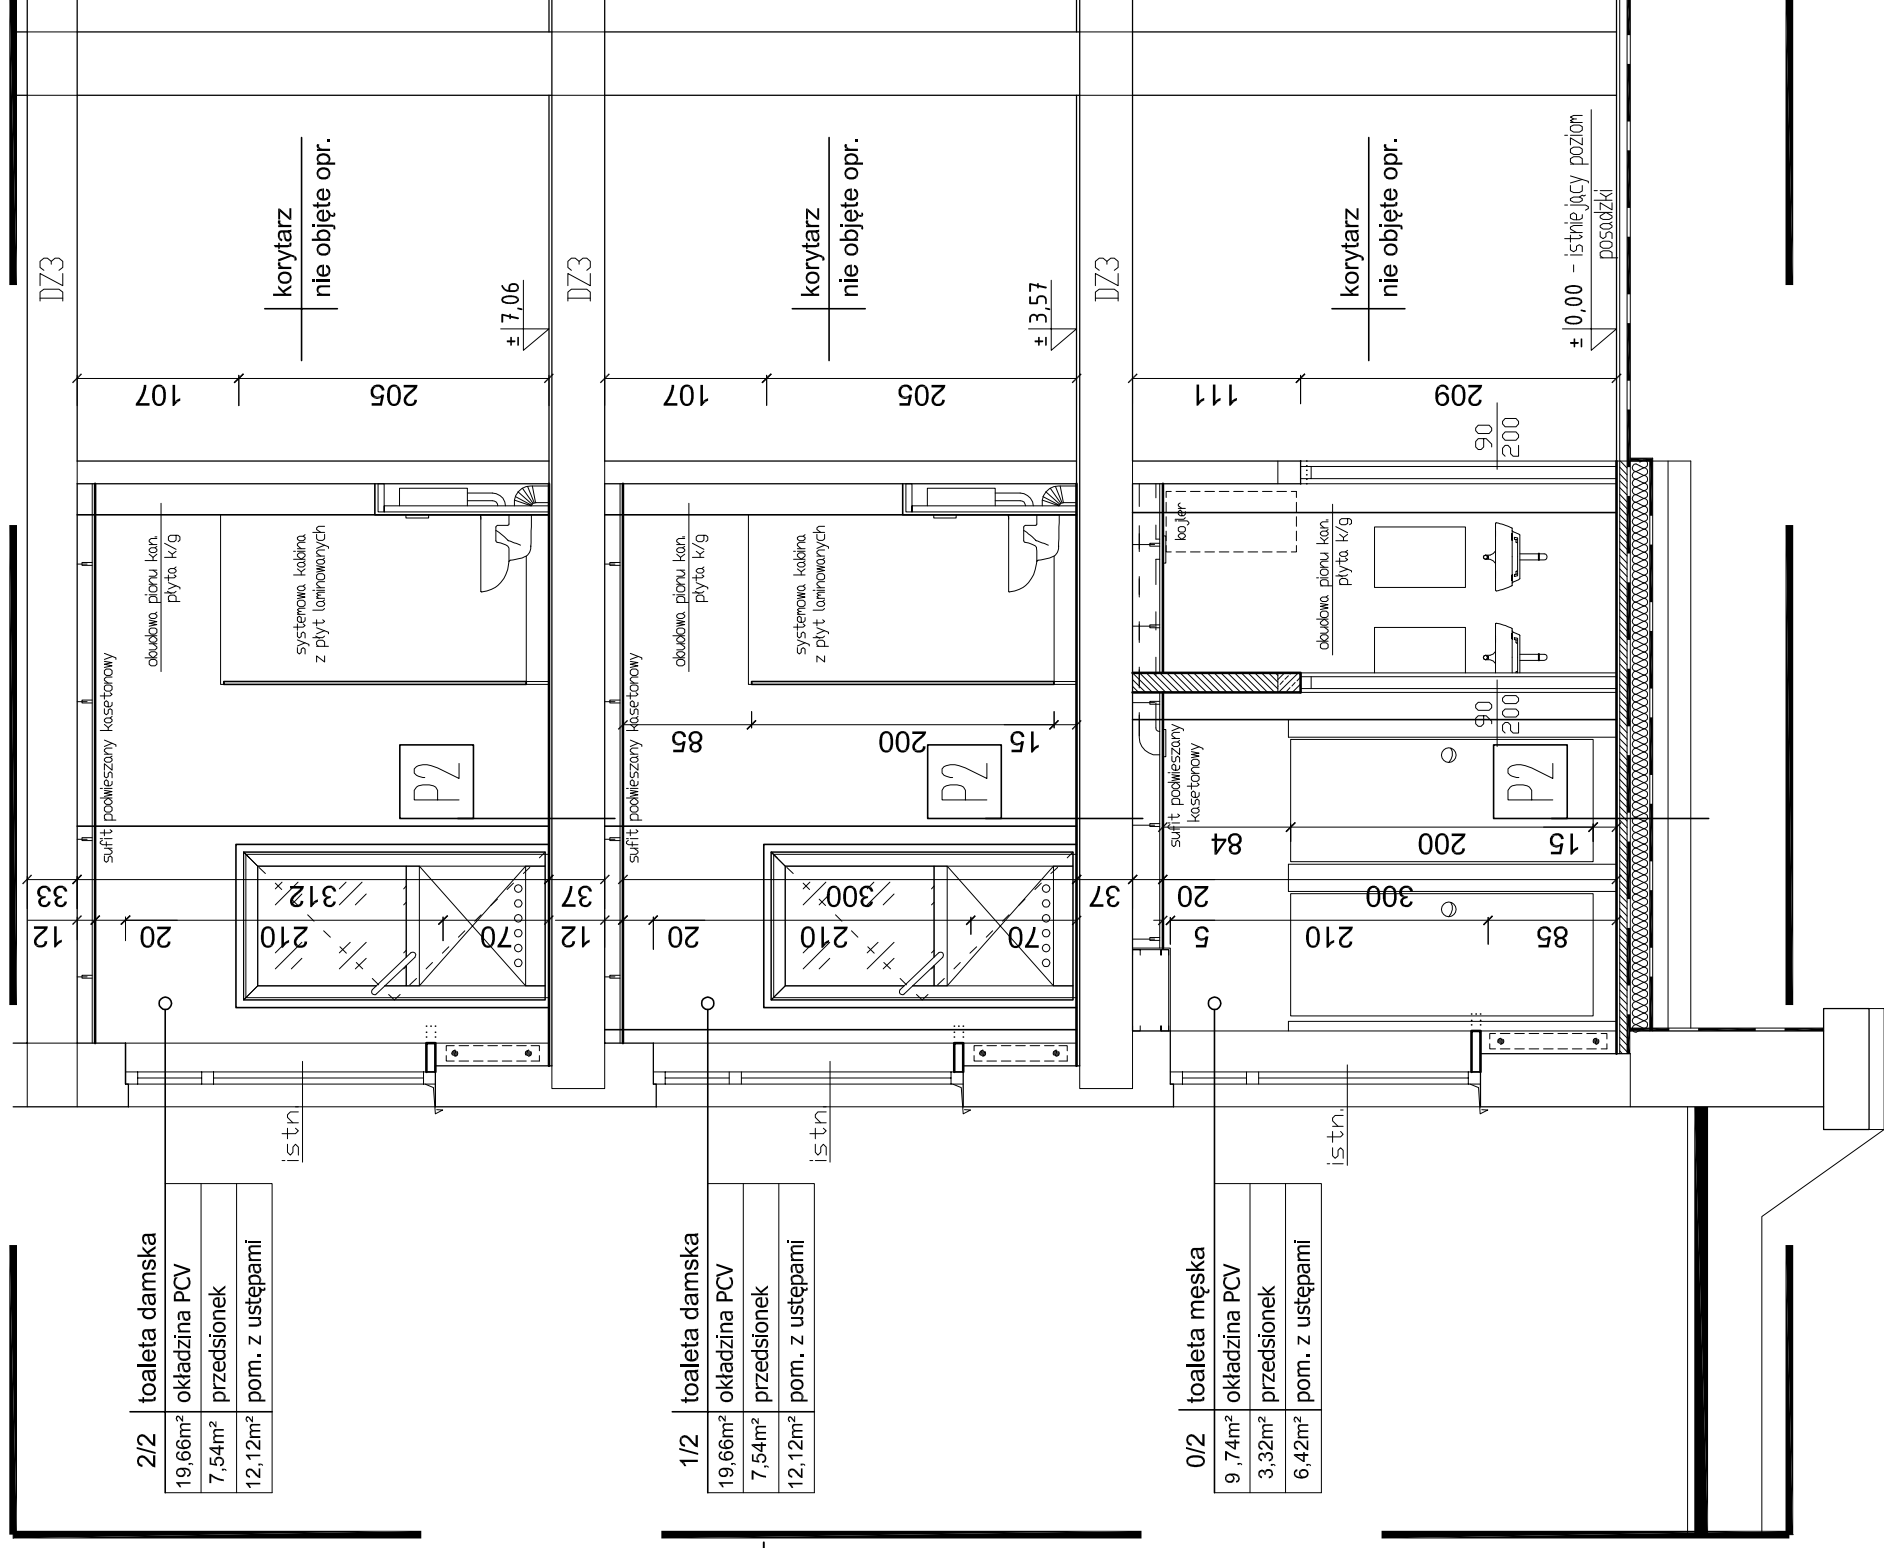 DZ3
korytarz
nie objęte opr.
± 7,06
107
205
obudowa pionu kan.
płyta k/g
systemowa kabina
z płyt laminowanych
sufit podwieszany kasetonowy
P2
33
312
37
12
20
210
70
12
istn.
2/2 toaleta damska
19,66m² okładzina PCV
7,54m² przedsionek
12,12m² pom. z ustępami
DZ3
korytarz
nie objęte opr.
± 3,57
107
205
obudowa pionu kan.
płyta k/g
systemowa kabina
z płyt laminowanych
sufit podwieszany kasetonowy
85
200
15
P2
300
37
20
210
70
istn.
1/2 toaleta damska
19,66m² okładzina PCV
7,54m² przedsionek
12,12m² pom. z ustępami
DZ3
korytarz
nie objęte opr.
± 0,00 - istniejący poziom
posadzki
111
209
90
200
bojler
obudowa pionu kan.
płyta k/g
90
200
sufit podwieszany
kasetonowy
P2
84
200
15
20
300
5
210
85
istn.
0/2 toaleta męska
9,74m² okładzina PCV
3,32m² przedsionek
6,42m² pom. z ustępami